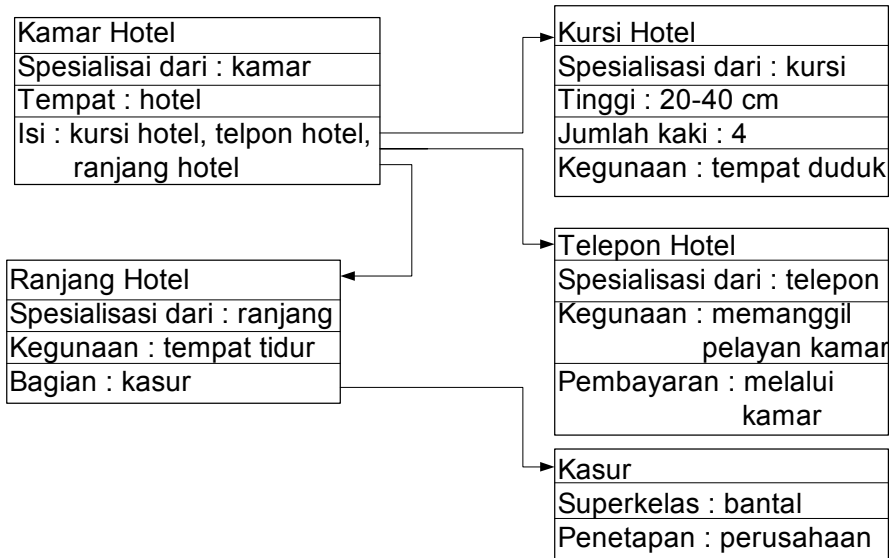 Kamar Hotel
Spesialisai dari : kamar
Tempat : hotel
Isi : kursi hotel, telpon hotel,
ranjang hotel
Kursi Hotel
Spesialisasi dari : kursi
Tinggi : 20-40 cm
Jumlah kaki : 4
Kegunaan : tempat duduk
Ranjang Hotel
Spesialisasi dari : ranjang
Kegunaan : tempat tidur
Bagian : kasur
Telepon Hotel
Spesialisasi dari : telepon
Kegunaan : memanggil
pelayan kamar
Pembayaran : melalui
kamar
Kasur
Superkelas : bantal
Penetapan : perusahaan